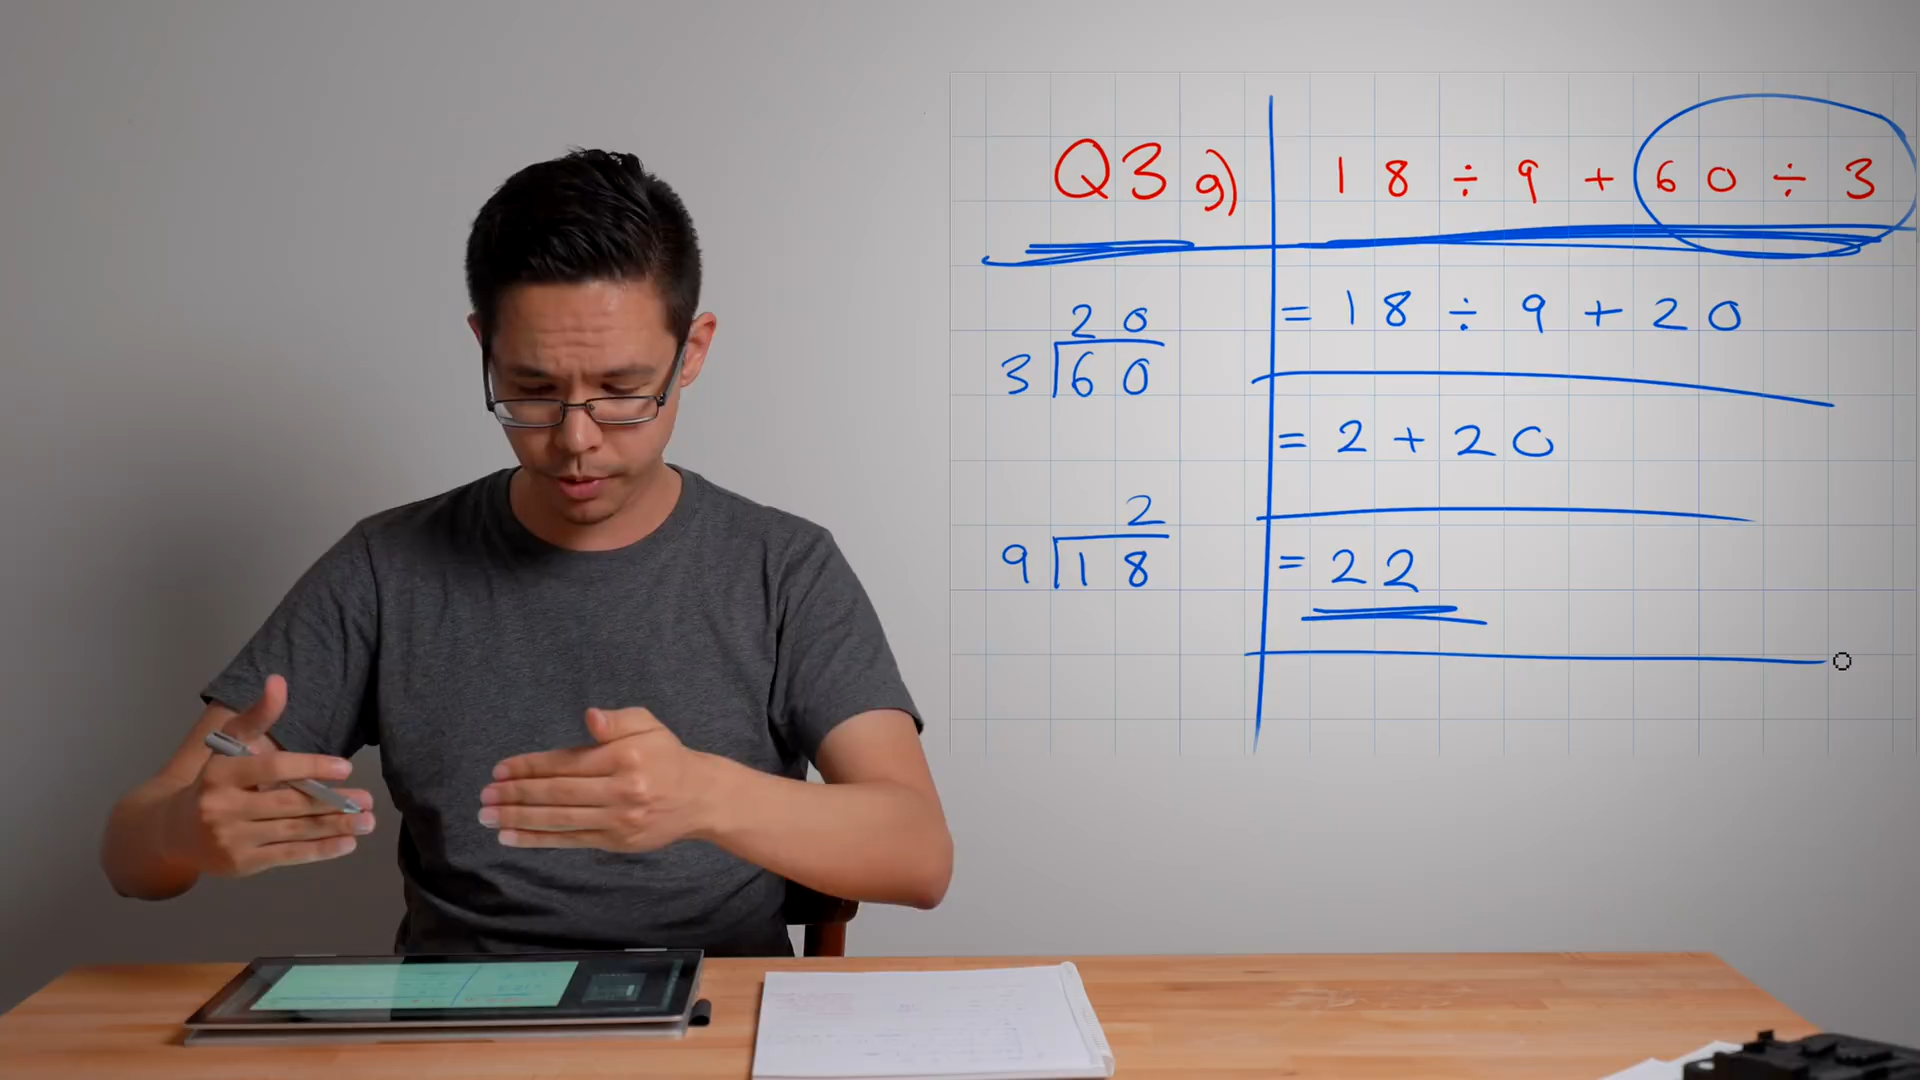 Q3 g) 18 ÷ 9 + 60 ÷ 3
20
3 60
= 18 ÷ 9 + 20
= 2 + 20
2
9 18
= 22